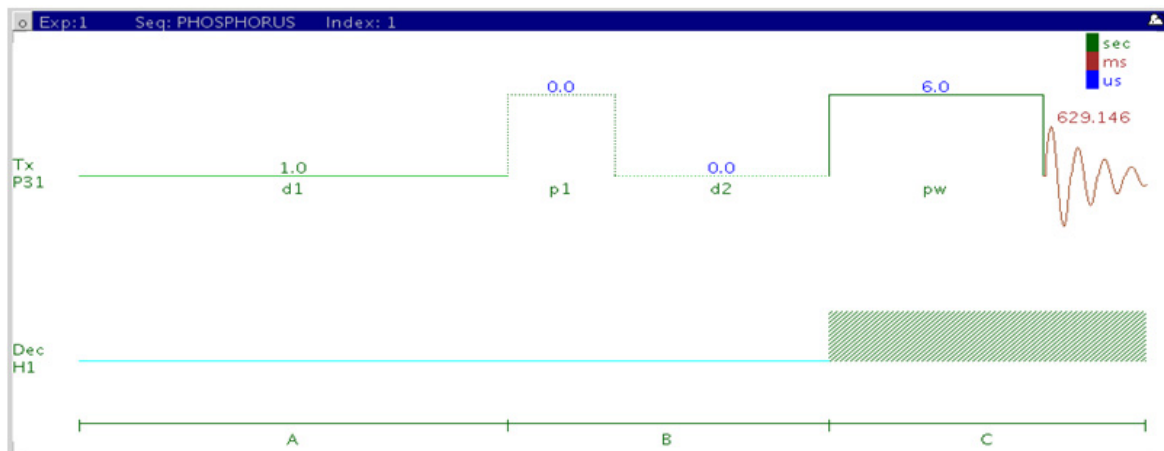 Exp:1 Seq: PHOSPHORUS Index: 1
sec
ms
us
0.0
6.0
629.146
Tx
P31
1.0
0.0
d1
p1
d2
pw
Dec
H1
A
B
C